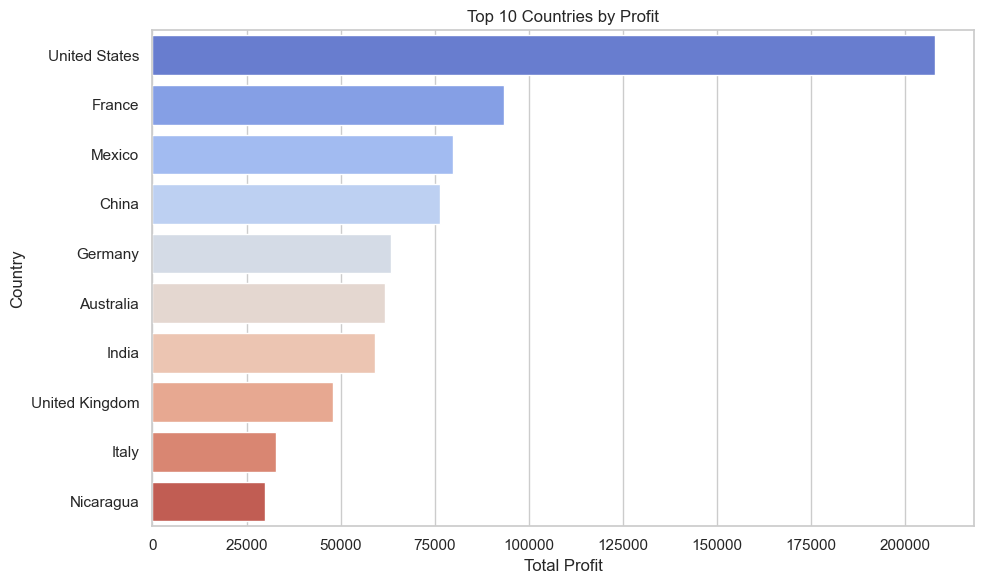 Top 10 Countries by Profit
Country
United States
France
Mexico
China
Germany
Australia
India
United Kingdom
Italy
Nicaragua
0 25000 50000 75000 100000 125000 150000 175000 200000
Total Profit